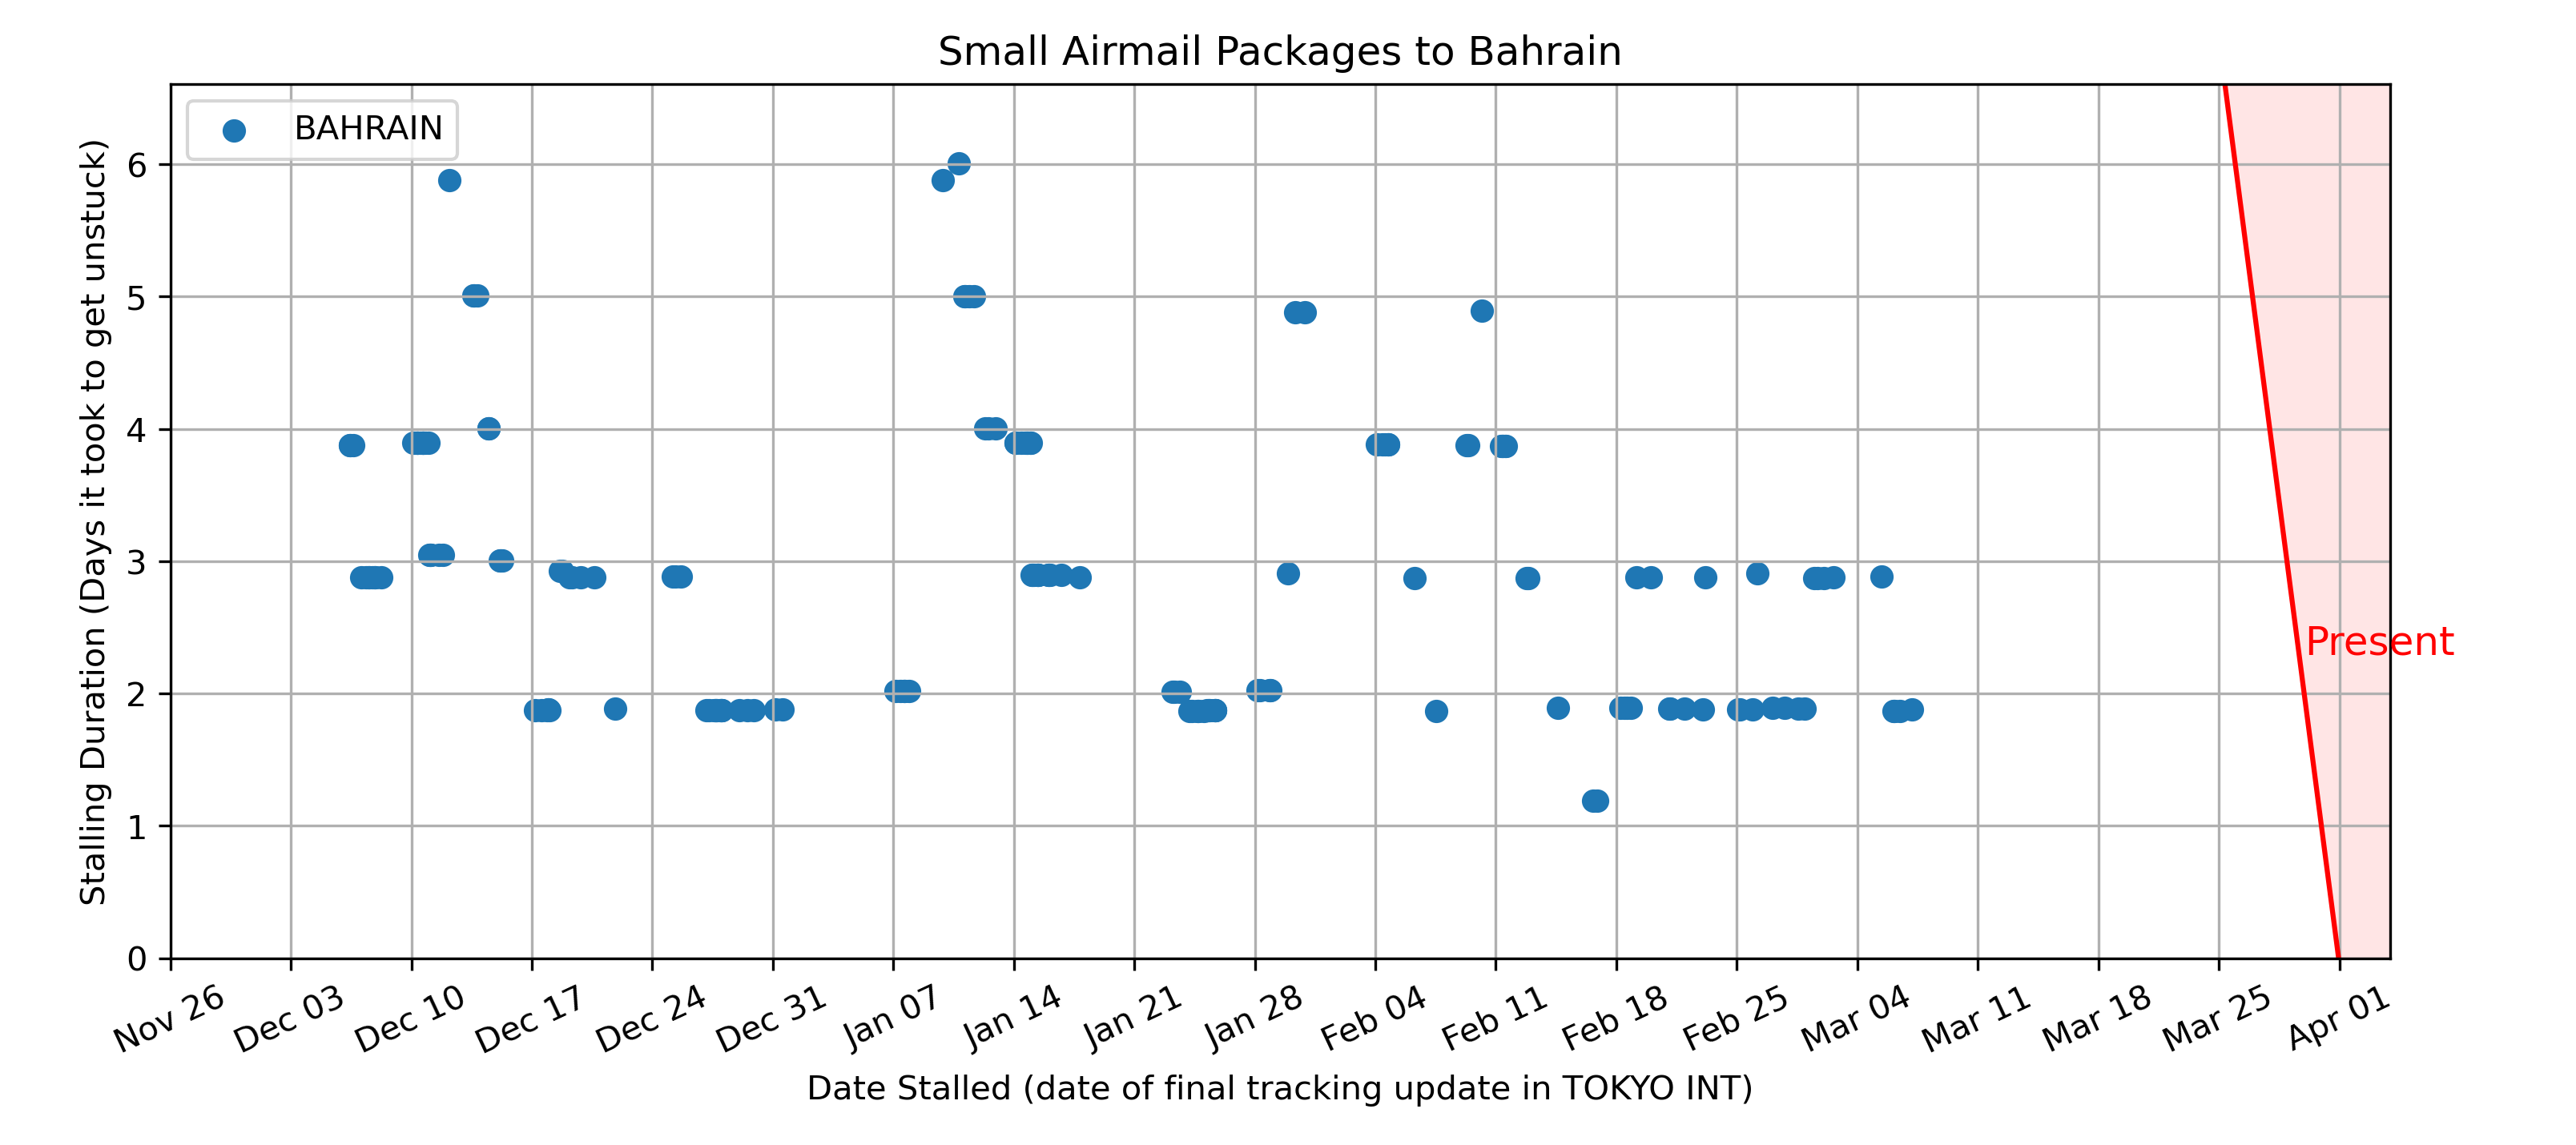 Small Airmail Packages to Bahrain
BAHRAIN
Stalling Duration (Days it took to get unstuck)
6
5
4
3
2
1
0
Present
Nov 26 Dec 03 Dec 10 Dec 17 Dec 24 Dec 31 Jan 07 Jan 14 Jan 21 Jan 28 Feb 04 Feb 11 Feb 18 Feb 25 Mar 04 Mar 11 Mar 18 Mar 25 Apr 01
Date Stalled (date of final tracking update in TOKYO INT)